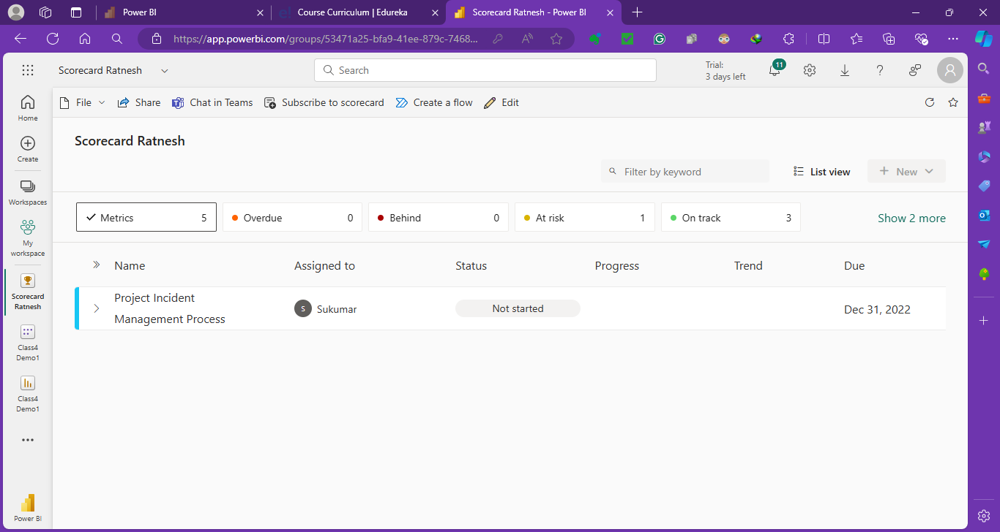 Power BI
Course Curriculum | Edureka
Scorecard Ratnesh - Power BI
https://app.powerbi.com/groups/53471a25-bfa9-41ee-879c-7468...
Scorecard Ratnesh
Search
Trial:
3 days left
11
File
Share
Chat in Teams
Subscribe to scorecard
Create a flow
Edit
Home
Create
Workspaces
My
workspace
Scorecard
Ratnesh
Class4
Demo1
Class4
Demo1
Power BI
Scorecard Ratnesh
Filter by keyword
List view
New
Metrics 5
Overdue 0
Behind 0
At risk 1
On track 3
Show 2 more
Name Assigned to Status Progress Trend Due
Project Incident
Management Process
S Sukumar
Not started
Dec 31, 2022